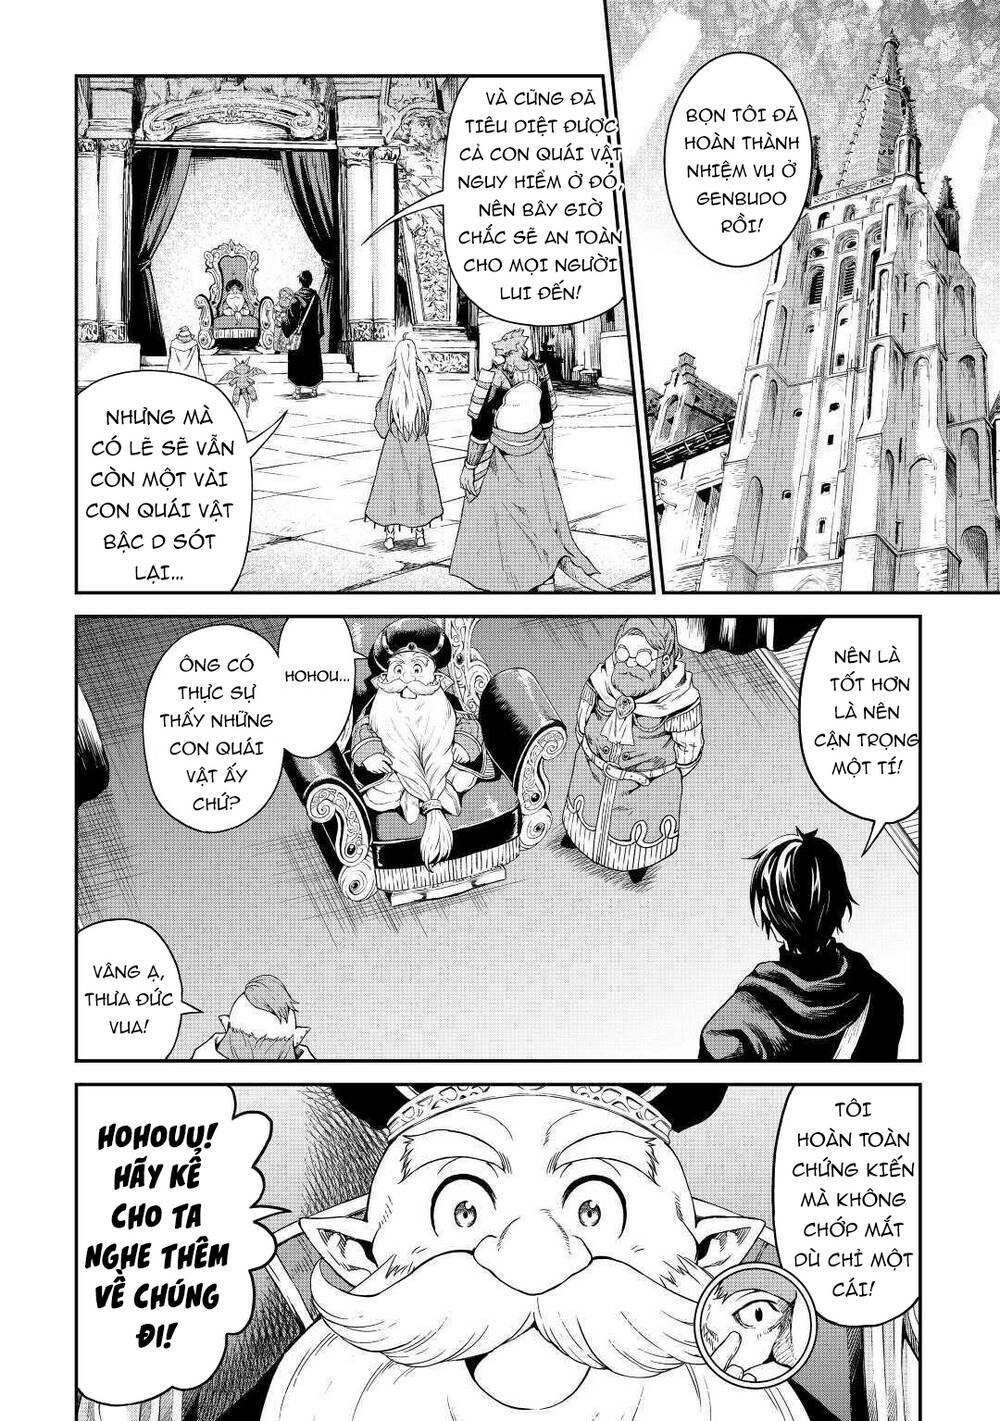 BỌN TÔI ĐÃ
HOÀN THÀNH
NHIỆM VỤ Ở
GENBUDO
RỒI!
VÀ CŨNG ĐÃ
TIÊU DIỆT ĐƯỢC
CẢ CON QUÁI VẬT
NGUY HIỂM Ở ĐÓ,
NÊN BÂY GIỜ
CHẮC SẼ AN TOÀN
CHO MỌI NGƯỜI
LUI ĐẾN!
NHƯNG MÀ
CÓ LẼ SẼ VẪN
CÒN MỘT VÀI
CON QUÁI VẬT
BẬC D SÓT
LẠI...
NÊN LÀ
TỐT HƠN
LÀ NÊN
CẬN TRỌNG
MỘT TÍ!
HOHOU...
ÔNG CÓ
THỰC SỰ
THẤY NHỮNG
CON QUÁI
VẬT ẤY
CHỨ?
VÂNG Ạ,
THƯA ĐỨC
VUA!
TÔI
HOÀN TOÀN
CHỨNG KIẾN
MÀ KHÔNG
CHỚP MẮT
DÙ CHỈ MỘT
CÁI!
HOHOUU!
HÃY KỂ
CHO TA
NGHE THÊM
VỀ CHÚNG
ĐI!